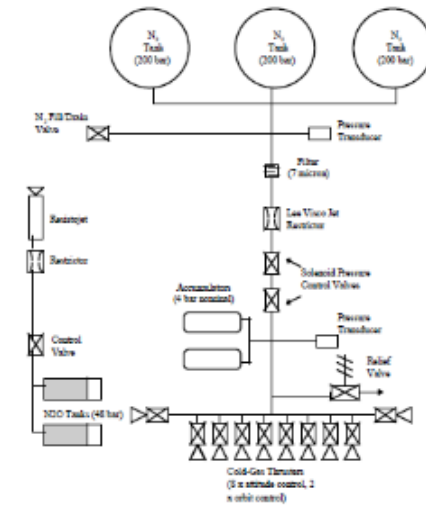 N₂
Tank
(200 bar)
N₂
Tank
(200 bar)
N₂
Tank
(200 bar)
N₂ Fill/Tanks
Valve
Pressure
Transducer
Filter
(7 micron)
Resistojet
Lee Visco Jet
Restrictor
Restrictor
Solenoid Pressure
Control Valves
Accumulators
(4 bar nominal)
Control
Valve
Pressure
Transducer
Relief
Valve
N2O Tanks (48 bar)
Cold-Gas Thrusters
(8 x attitude control, 2
x orbit control)